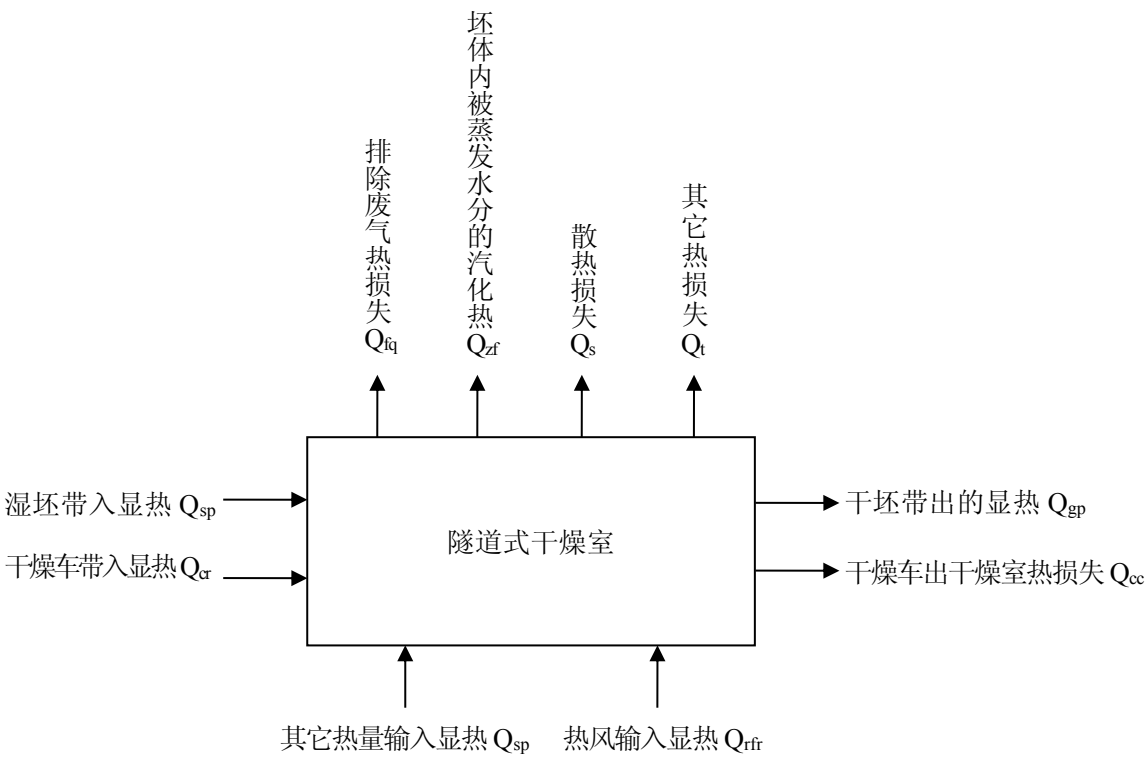 排除废气热损失Qfq
坯体内被蒸发水分的汽化热Qzf
散热损失Qs
其它热损失Qt
湿坯带入显热 Qsp
干燥车带入显热Qcr
隧道式干燥室
干坯带出的显热 Qgp
干燥车出干燥室热损失 Qcc
其它热量输入显热 Qsp
热风输入显热 Qrfr